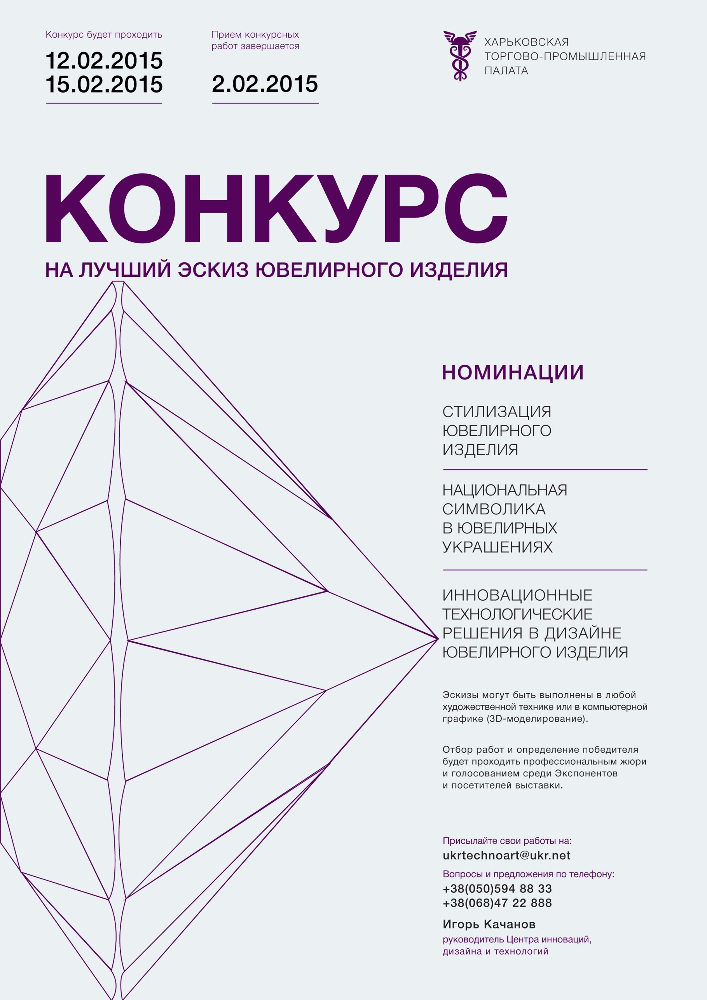 Конкурс будет проходить
12.02.2015
15.02.2015
Прием конкурсных
работ завершается
2.02.2015
ХАРЬКОВСКАЯ
ТОРГОВО-ПРОМЫШЛЕННАЯ
ПАЛАТА
КОНКУРС
НА ЛУЧШИЙ ЭСКИЗ ЮВЕЛИРНОГО ИЗДЕЛИЯ
НОМИНАЦИИ
СТИЛИЗАЦИЯ
ЮВЕЛИРНОГО
ИЗДЕЛИЯ
НАЦИОНАЛЬНАЯ
СИМВОЛИКА
В ЮВЕЛИРНЫХ
УКРАШЕНИЯХ
ИННОВАЦИОННЫЕ
ТЕХНОЛОГИЧЕСКИЕ
РЕШЕНИЯ В ДИЗАЙНЕ
ЮВЕЛИРНОГО ИЗДЕЛИЯ
Эскизы могут быть выполнены в любой
художественной технике или в компьютерной
графике (3D-моделирование).
Отбор работ и определение победителя
будет проходить профессиональным жюри
и голосованием среди Экспонентов
и посетителей выставки.
Присылайте свои работы на:
ukrtechnoart@ukr.net
Вопросы и предложения по телефону:
+38(050)594 88 33
+38(068)47 22 888
Игорь Качанов
руководитель Центра инноваций,
дизайна и технологий